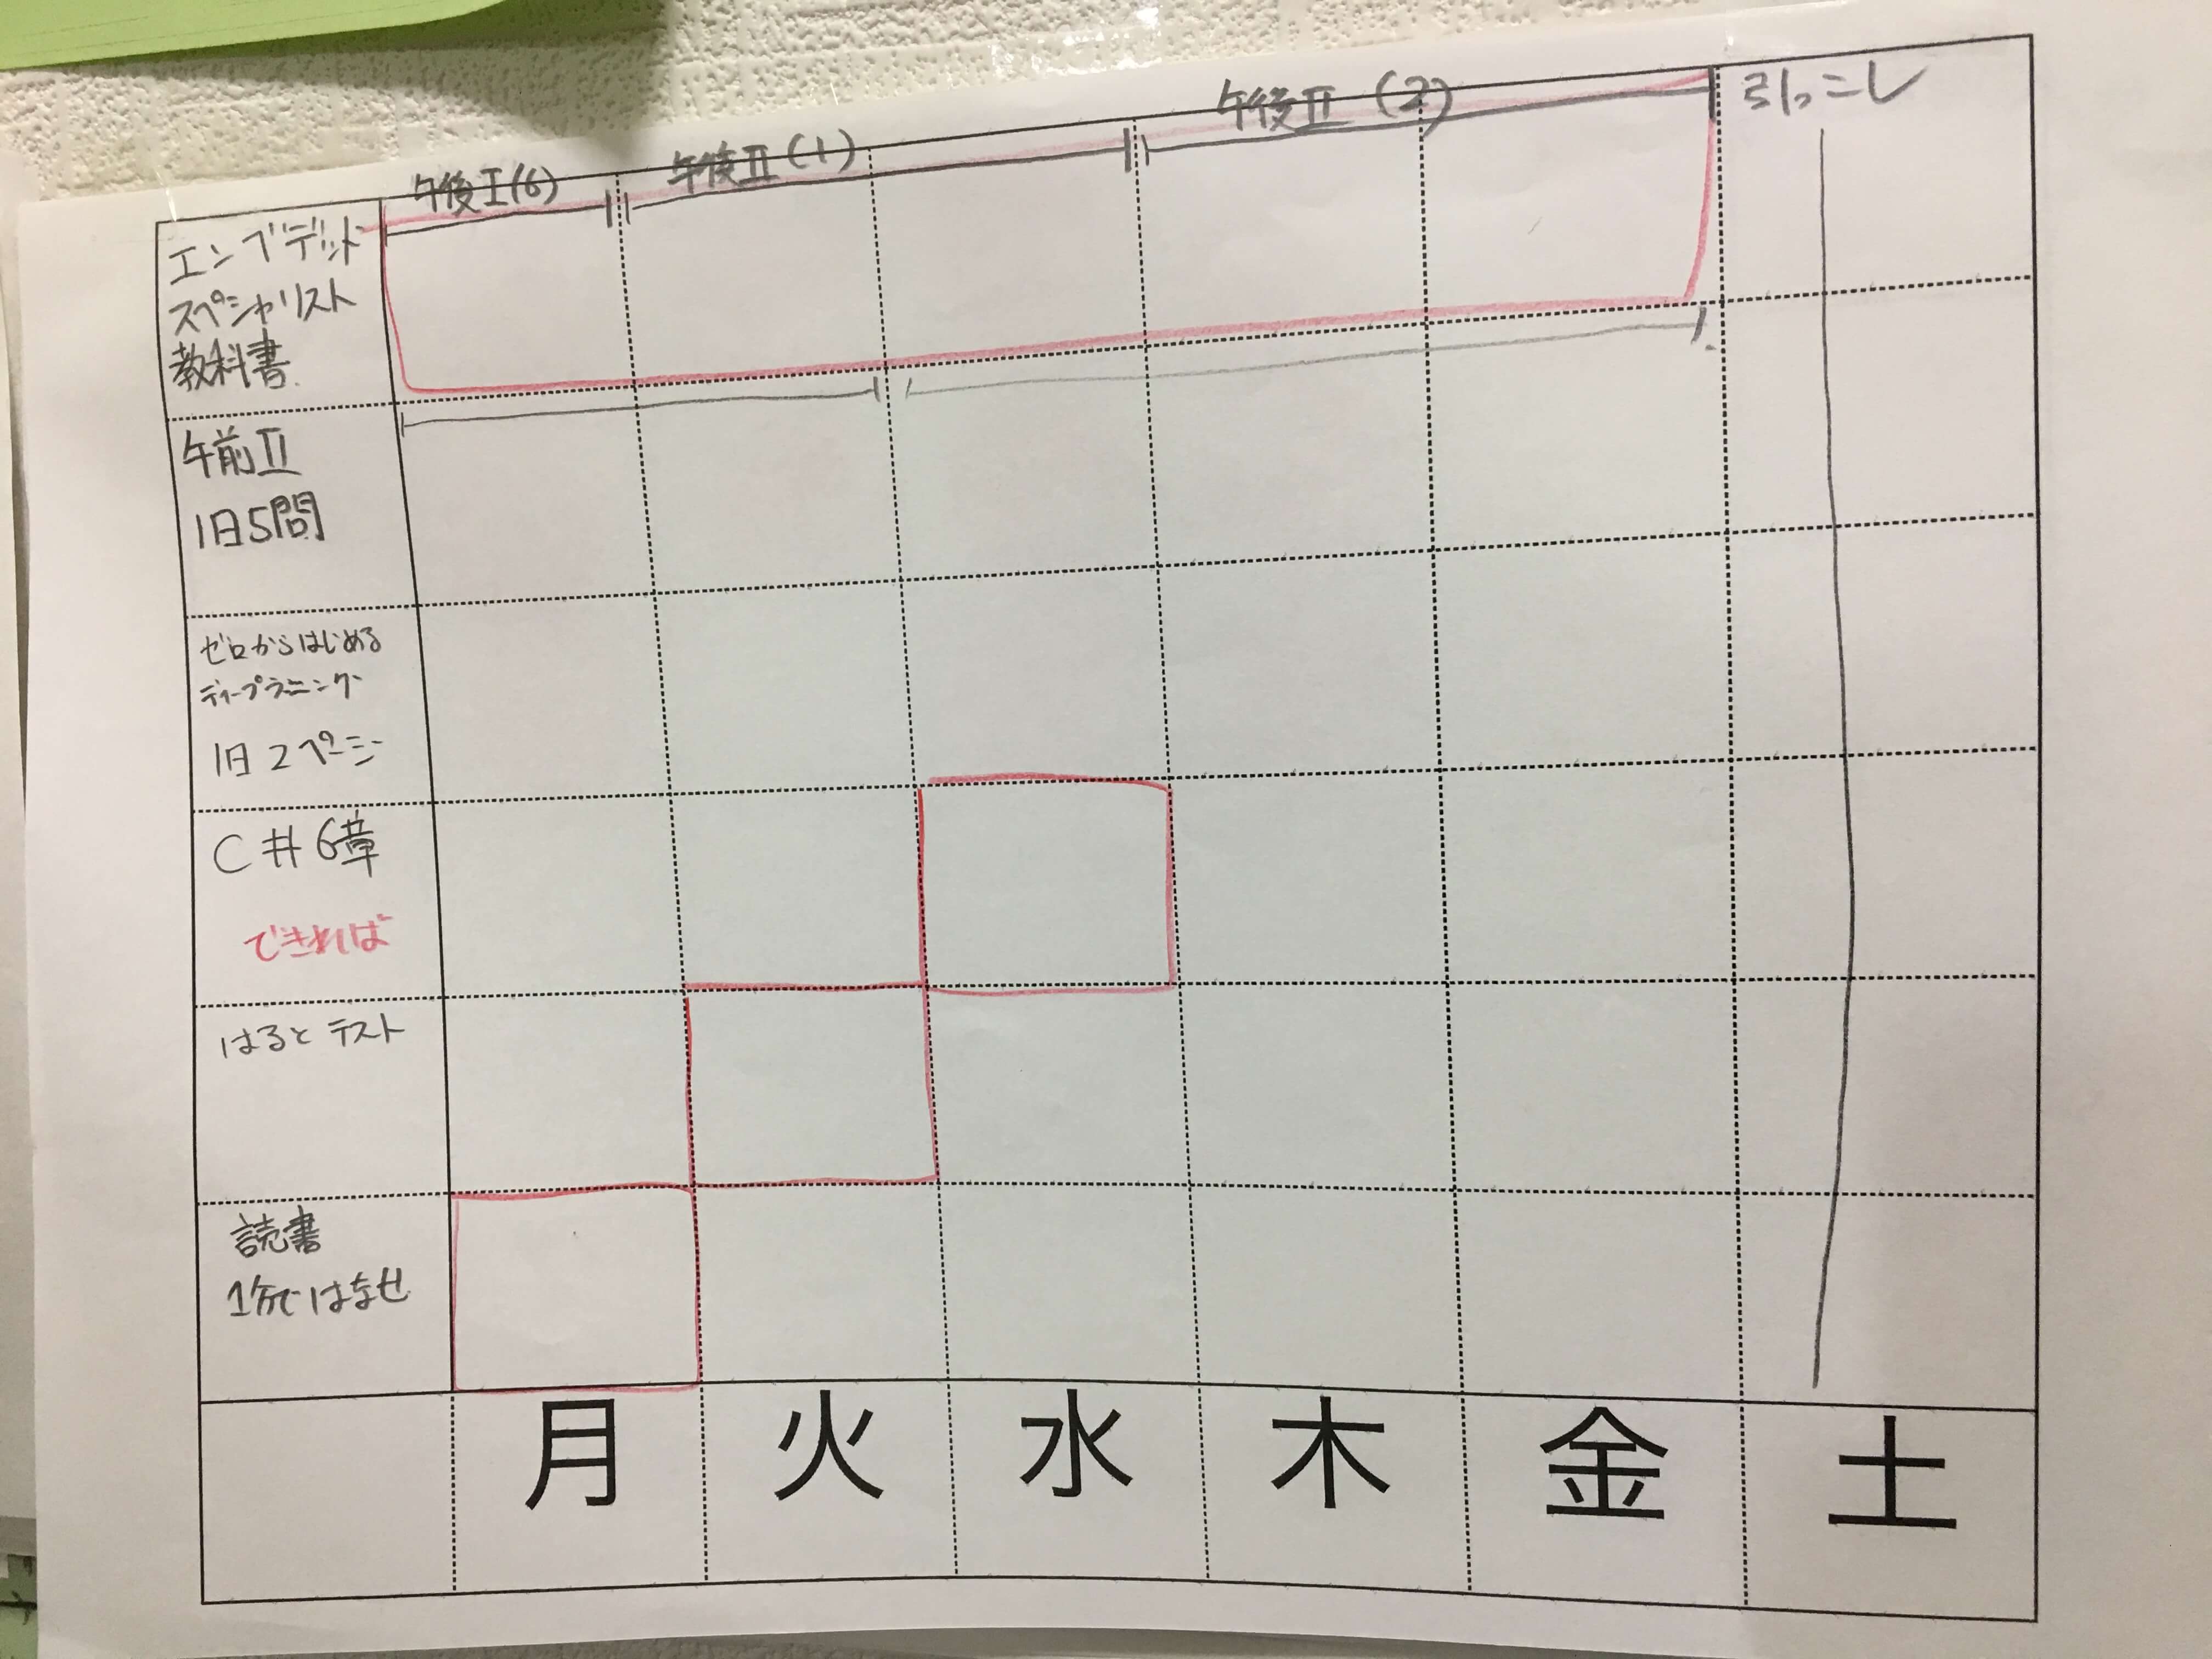 午後Ⅰ(6)
午後Ⅱ(1)
午後Ⅱ(2)
引っこし
エンベデット
スペシャリスト
教科書
午前Ⅱ
1日5問
ゼロからはじめる
ディープラーニング
1日2ページ
C#6章
できれば
はるとテスト
読書
1分ではなせ
月 火 水 木 金 土